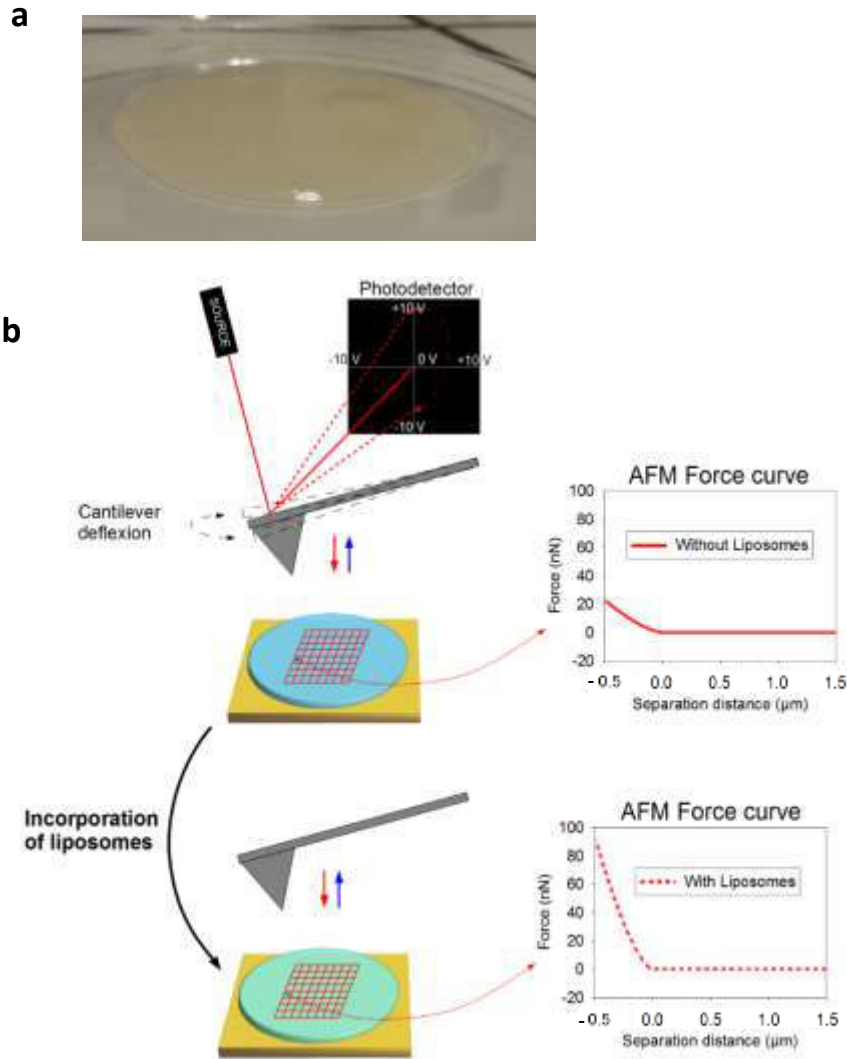 a
b
SOURCE
Photodetector
+10 V
-10 V
0 V
+10 V
-10 V
Cantilever
deflexion
AFM Force curve
100
80
60
40
20
0
-20
Force (nN)
Without Liposomes
- 0.5
0.0
0.5
1.0
1.5
Separation distance (µm)
Incorporation
of liposomes
AFM Force curve
100
80
60
40
20
0
-20
Force (nN)
With Liposomes
- 0.5
0.0
0.5
1.0
1.5
Separation distance (µm)